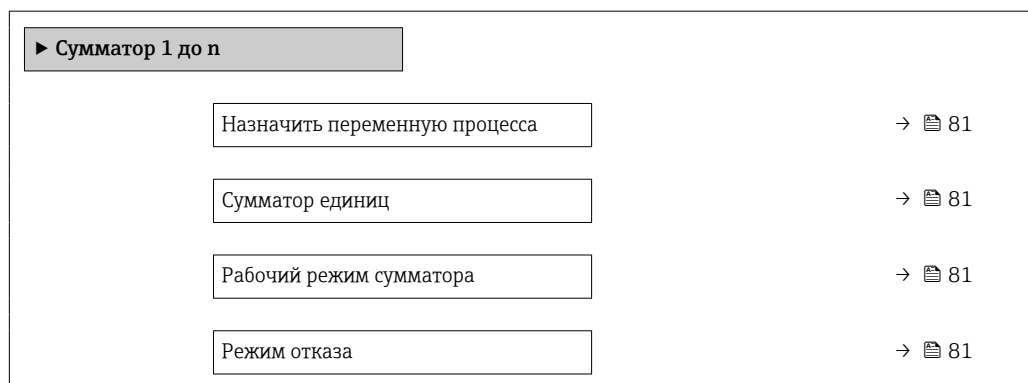 ► Сумматор 1 до n
Назначить переменную процесса → 81
Сумматор единиц → 81
Рабочий режим сумматора → 81
Режим отказа → 81